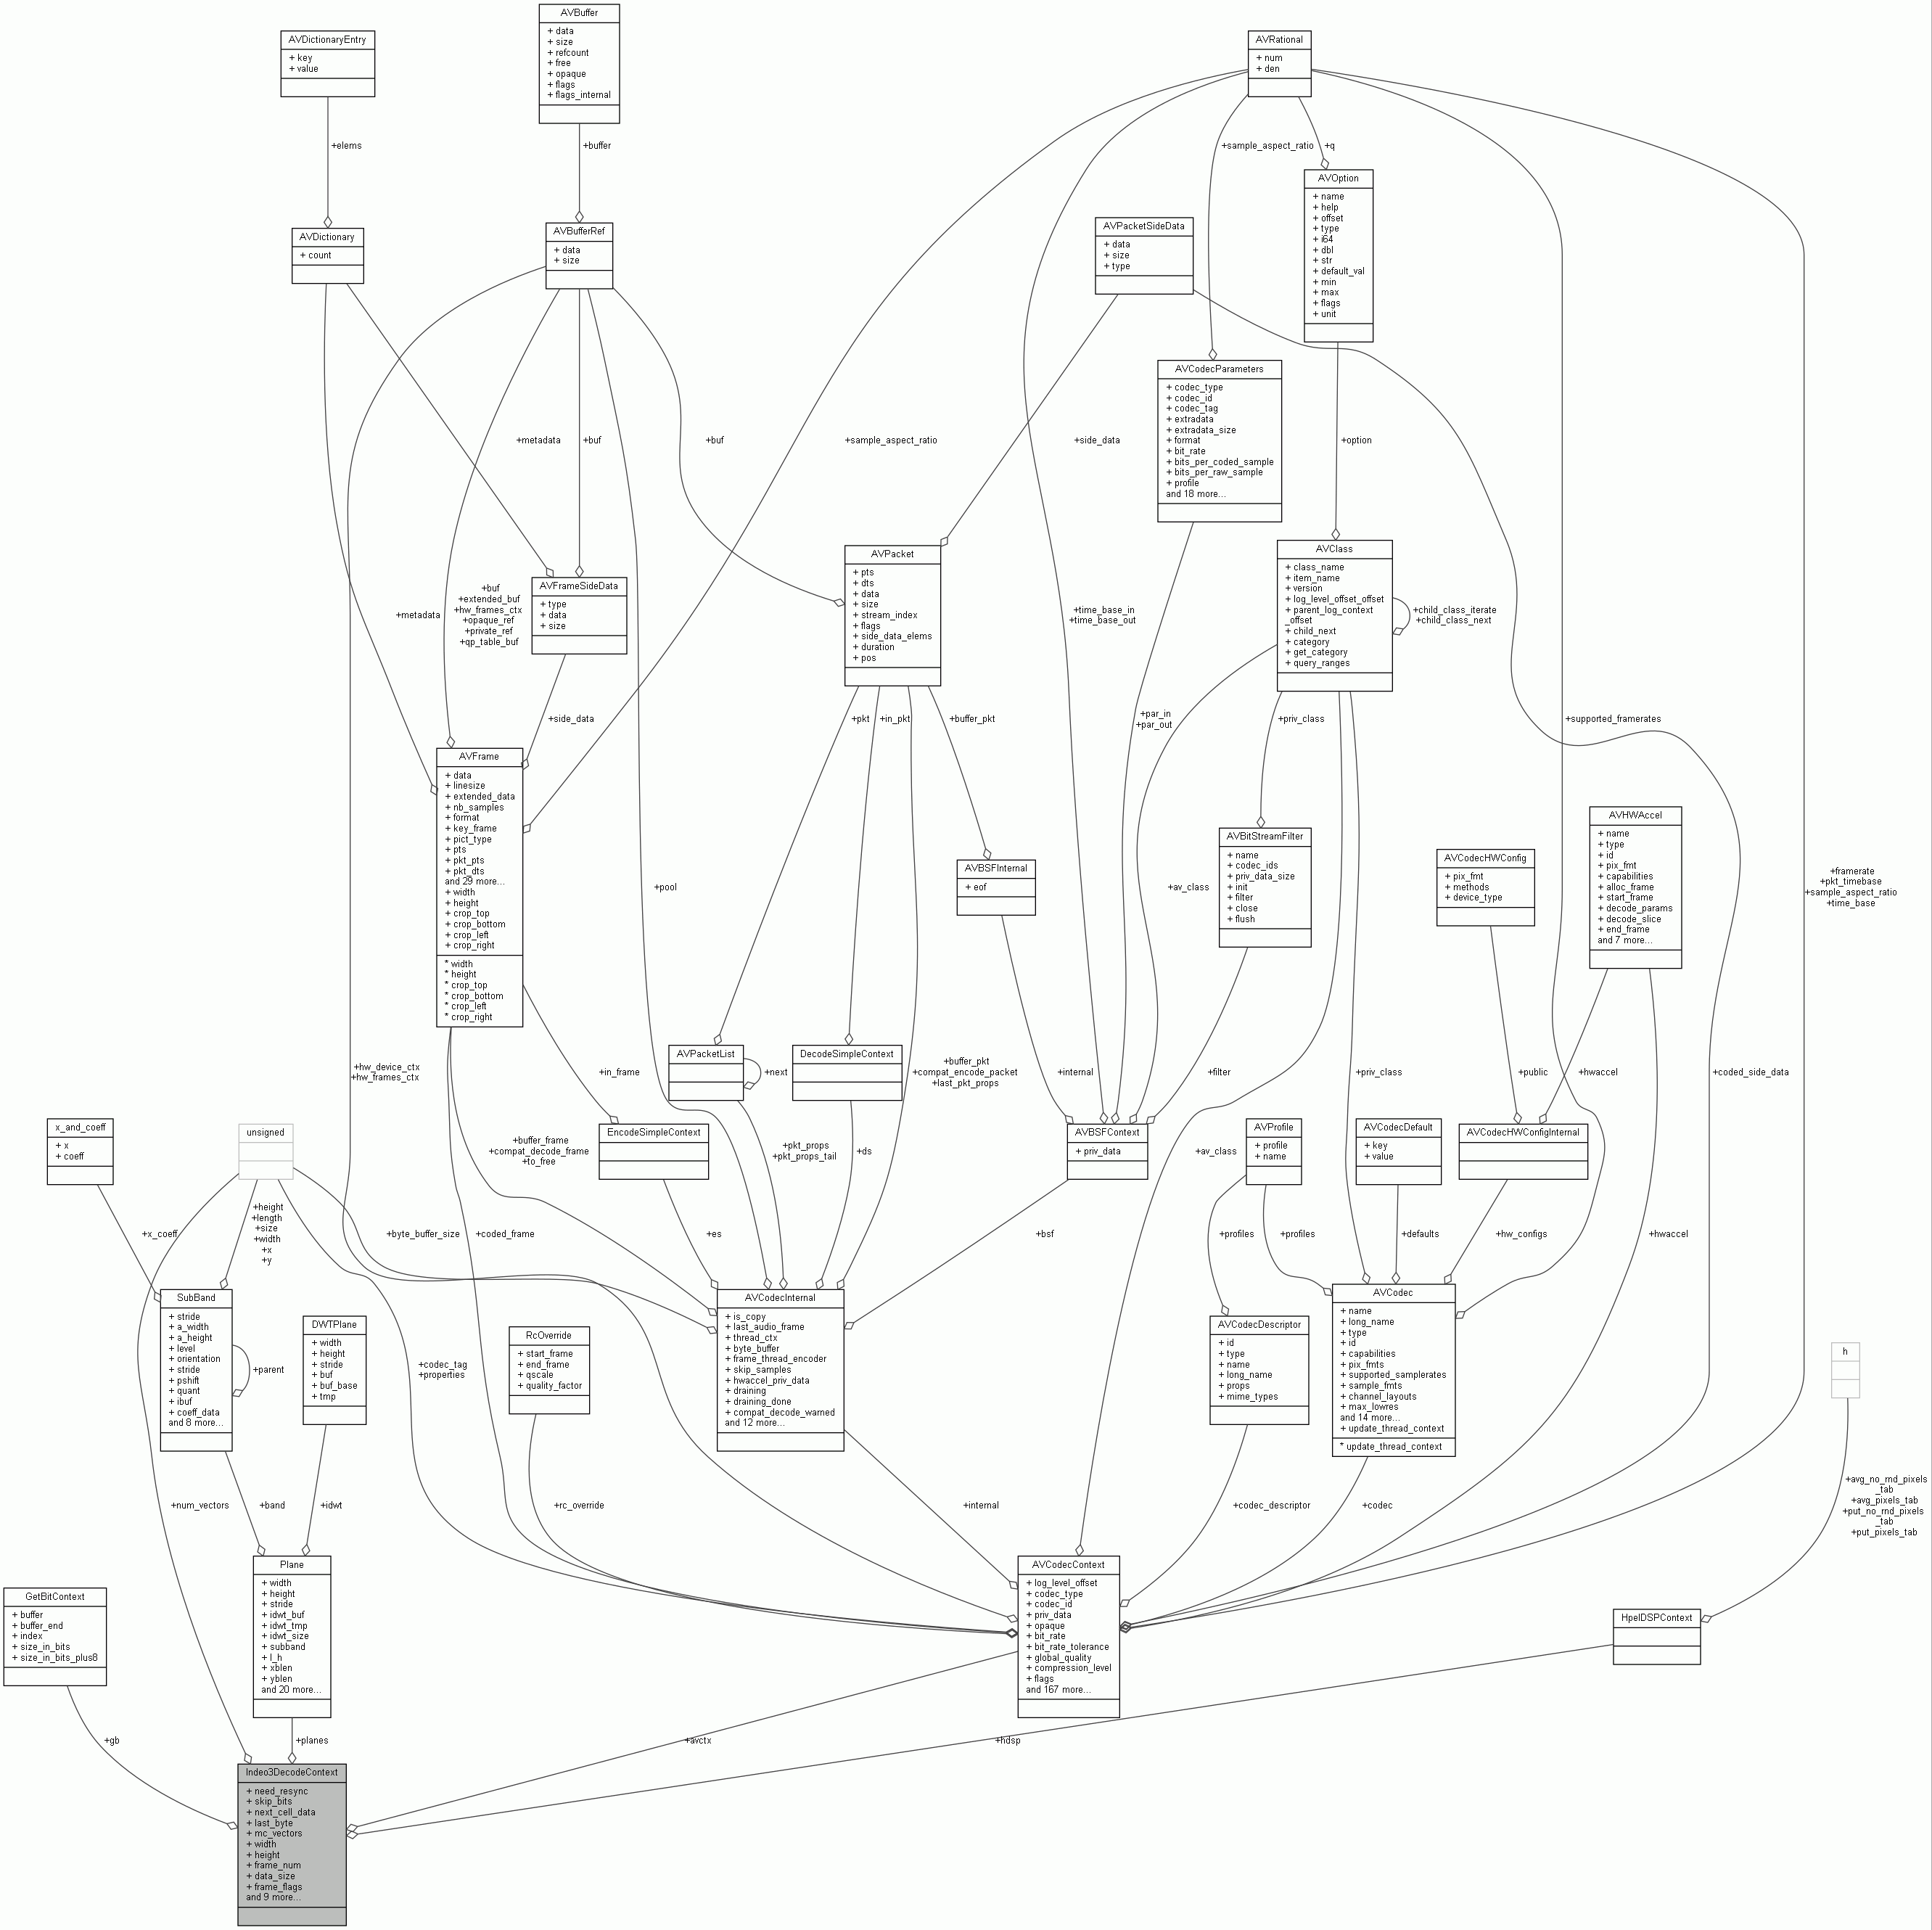 AVBuffer
+ data
+ size
+ refcount
+ free
+ opaque
+ flags
+ flags_internal
AVDictionaryEntry
+ key
+ value
AVRational
+ num
+ den
+elems
+buffer
+sample_aspect_ratio
+q
AVOption
+ name
+ help
+ offset
+ type
+ i64
+ dbl
+ str
+ default_val
+ min
+ max
+ flags
+ unit
AVDictionary
+ count
AVBufferRef
+ data
+ size
AVPacketSideData
+ data
+ size
+ type
AVCodecParameters
+ codec_type
+ codec_id
+ codec_tag
+ extradata
+ extradata_size
+ format
+ bit_rate
+ bits_per_coded_sample
+ bits_per_raw_sample
+ profile
and 18 more...
+metadata
+buf
+buf
+sample_aspect_ratio
+side_data
+option
AVPacket
+ pts
+ dts
+ data
+ size
+ stream_index
+ flags
+ side_data_elems
+ duration
+ pos
AVClass
+ class_name
+ item_name
+ version
+ log_level_offset_offset
+ parent_log_context
_offset
+ child_next
+ category
+ get_category
+ query_ranges
+child_class_iterate
+child_class_next
AVFrameSideData
+ type
+ data
+ size
+metadata
+buf
+extended_buf
+hw_frames_ctx
+opaque_ref
+private_ref
+qp_table_buf
+time_base_in
+time_base_out
+side_data
+pkt
+in_pkt
+buffer_pkt
+par_in
+par_out
+priv_class
+supported_framerates
AVFrame
+ data
+ linesize
+ extended_data
+ nb_samples
+ format
+ key_frame
+ pict_type
+ pts
+ pkt_pts
+ pkt_dts
and 29 more...
+ width
+ height
+ crop_top
+ crop_bottom
+ crop_left
+ crop_right
* width
* height
* crop_top
* crop_bottom
* crop_left
* crop_right
+pool
AVBSFInternal
+ eof
+av_class
AVBitStreamFilter
+ name
+ codec_ids
+ priv_data_size
+ init
+ filter
+ close
+ flush
AVCodecHWConfig
+ pix_fmt
+ methods
+ device_type
AVHWAccel
+ name
+ type
+ id
+ pix_fmt
+ capabilities
+ alloc_frame
+ start_frame
+ decode_params
+ decode_slice
+ end_frame
and 7 more...
+framerate
+pkt_timebase
+sample_aspect_ratio
+time_base
+hw_device_ctx
+hw_frames_ctx
+in_frame
AVPacketList
+next
DecodeSimpleContext
+buffer_pkt
+compat_encode_packet
+last_pkt_props
+internal
+filter
+priv_class
+public
+hwaccel
+coded_side_data
x_and_coeff
+ x
+ coeff
unsigned
+buffer_frame
+compat_decode_frame
+to_free
EncodeSimpleContext
+pkt_props
+pkt_props_tail
+ds
AVBSFContext
+ priv_data
+av_class
AVProfile
+ profile
+ name
AVCodecDefault
+ key
+ value
AVCodecHWConfigInternal
+x_coeff
+height
+length
+size
+width
+x
+y
+byte_buffer_size
+coded_frame
+es
+bsf
+profiles
+profiles
+defaults
+hw_configs
+hwaccel
SubBand
+ stride
+ a_width
+ a_height
+ level
+ orientation
+ stride
+ pshift
+ quant
+ ibuf
+ coeff_data
and 8 more...
+parent
DWTPlane
+ width
+ height
+ stride
+ buf
+ buf_base
+ tmp
+codec_tag
+properties
RcOverride
+ start_frame
+ end_frame
+ qscale
+ quality_factor
AVCodecInternal
+ is_copy
+ last_audio_frame
+ thread_ctx
+ byte_buffer
+ frame_thread_encoder
+ skip_samples
+ hwaccel_priv_data
+ draining
+ draining_done
+ compat_decode_warned
and 12 more...
AVCodecDescriptor
+ id
+ type
+ name
+ long_name
+ props
+ mime_types
AVCodec
+ name
+ long_name
+ type
+ id
+ capabilities
+ pix_fmts
+ supported_samplerates
+ sample_fmts
+ channel_layouts
+ max_lowres
and 14 more...
+ update_thread_context
* update_thread_context
h
+num_vectors
+band
+idwt
+rc_override
+internal
+codec_descriptor
+codec
+avg_no_rnd_pixels
_tab
+avg_pixels_tab
+put_no_rnd_pixels
_tab
+put_pixels_tab
GetBitContext
+ buffer
+ buffer_end
+ index
+ size_in_bits
+ size_in_bits_plus8
Plane
+ width
+ height
+ stride
+ idwt_buf
+ idwt_tmp
+ idwt_size
+ subband
+ l_h
+ xblen
+ yblen
and 20 more...
AVCodecContext
+ log_level_offset
+ codec_type
+ codec_id
+ priv_data
+ opaque
+ bit_rate
+ bit_rate_tolerance
+ global_quality
+ compression_level
+ flags
and 167 more...
HpelDSPContext
+gb
+planes
+avctx
+hdsp
Indeo3DecodeContext
+ need_resync
+ skip_bits
+ next_cell_data
+ last_byte
+ mc_vectors
+ width
+ height
+ frame_num
+ data_size
+ frame_flags
and 9 more...